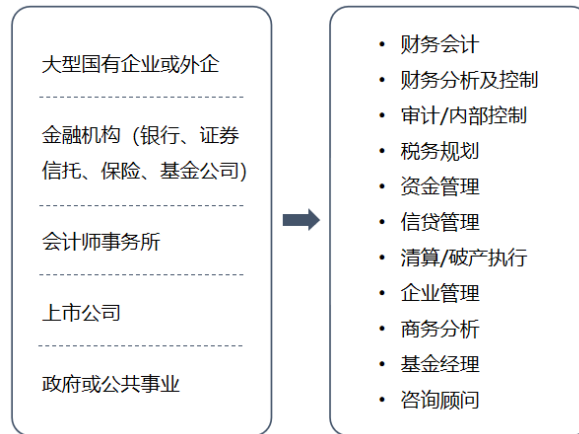 大型国有企业或外企
金融机构（银行、证券
信托、保险、基金公司)
会计师事务所
上市公司
政府或公共事业
• 财务会计
• 财务分析及控制
• 审计/内部控制
• 税务规划
• 资金管理
• 信贷管理
• 清算/破产执行
• 企业管理
• 商务分析
• 基金经理
• 咨询顾问